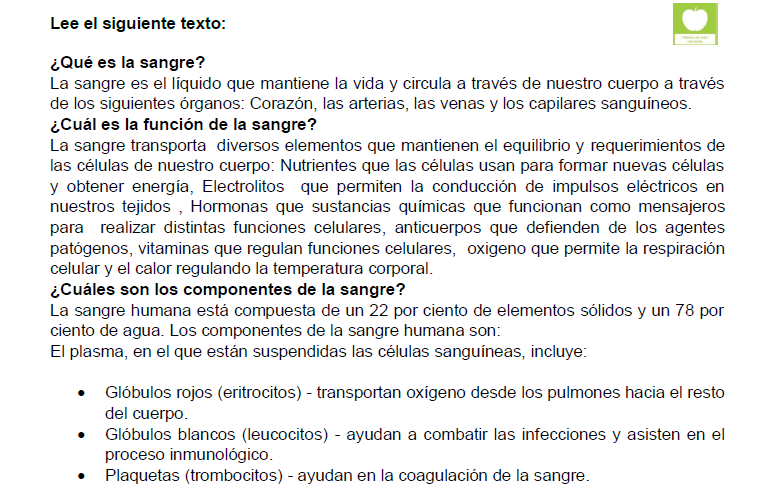 Lee el siguiente texto:
¿Qué es la sangre?
La sangre es el líquido que mantiene la vida y circula a través de nuestro cuerpo a través
de los siguientes órganos: Corazón, las arterias, las venas y los capilares sanguíneos.
¿Cuál es la función de la sangre?
La sangre transporta diversos elementos que mantienen el equilibrio y requerimientos de
las células de nuestro cuerpo: Nutrientes que las células usan para formar nuevas células
y obtener energía, Electrolitos que permiten la conducción de impulsos eléctricos en
nuestros tejidos , Hormonas que sustancias químicas que funcionan como mensajeros
para realizar distintas funciones celulares, anticuerpos que defienden de los agentes
patógenos, vitaminas que regulan funciones celulares, oxigeno que permite la respiración
celular y el calor regulando la temperatura corporal.
¿Cuáles son los componentes de la sangre?
La sangre humana está compuesta de un 22 por ciento de elementos sólidos y un 78 por
ciento de agua. Los componentes de la sangre humana son:
El plasma, en el que están suspendidas las células sanguíneas, incluye:
• Glóbulos rojos (eritrocitos) - transportan oxígeno desde los pulmones hacia el resto
del cuerpo.
• Glóbulos blancos (leucocitos) - ayudan a combatir las infecciones y asisten en el
proceso inmunológico.
• Plaquetas (trombocitos) - ayudan en la coagulación de la sangre.